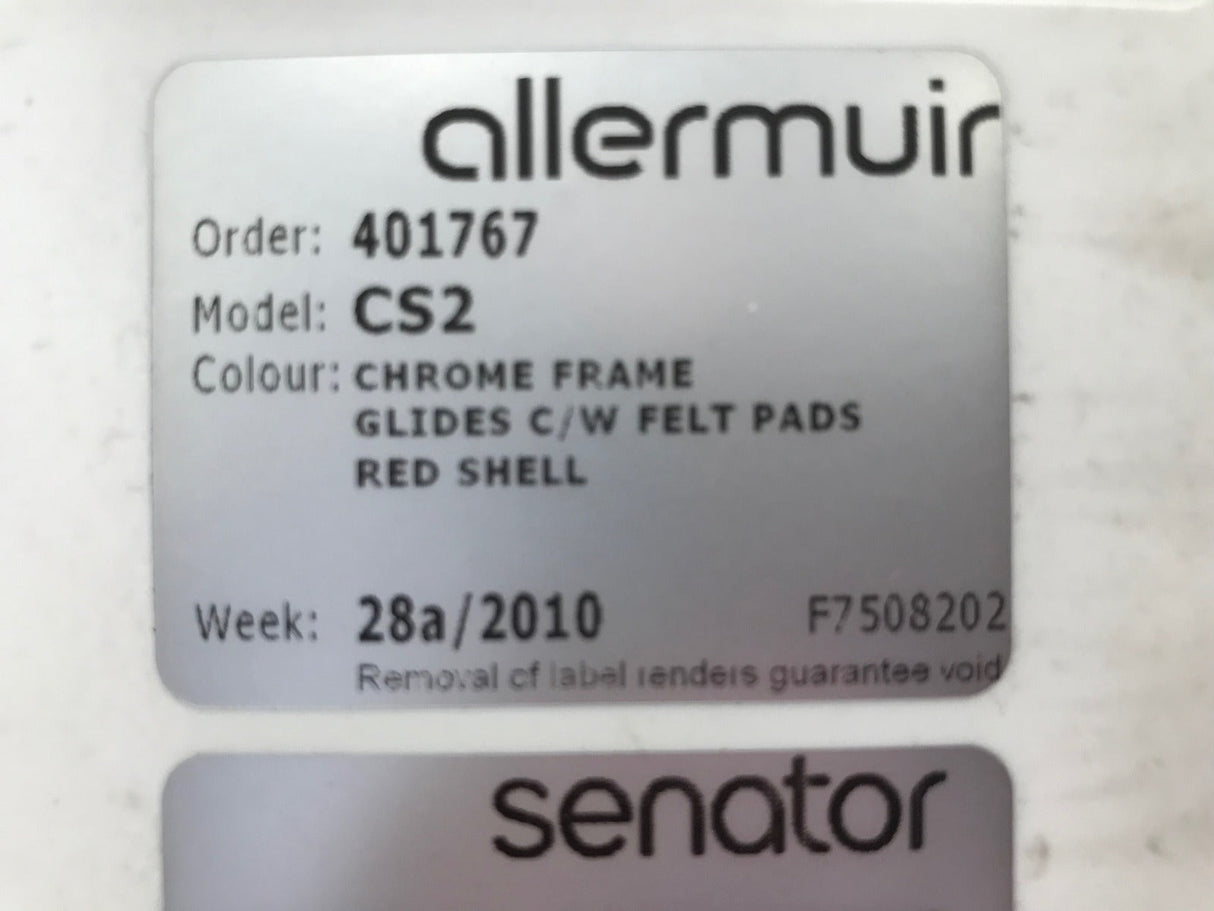 allermuir
Order: 401767
Model: CS2
Colour: CHROME FRAME
GLIDES C/W FELT PADS
RED SHELL
Week: 28a/2010 F7508202
Removal of label renders guarantee void
senator